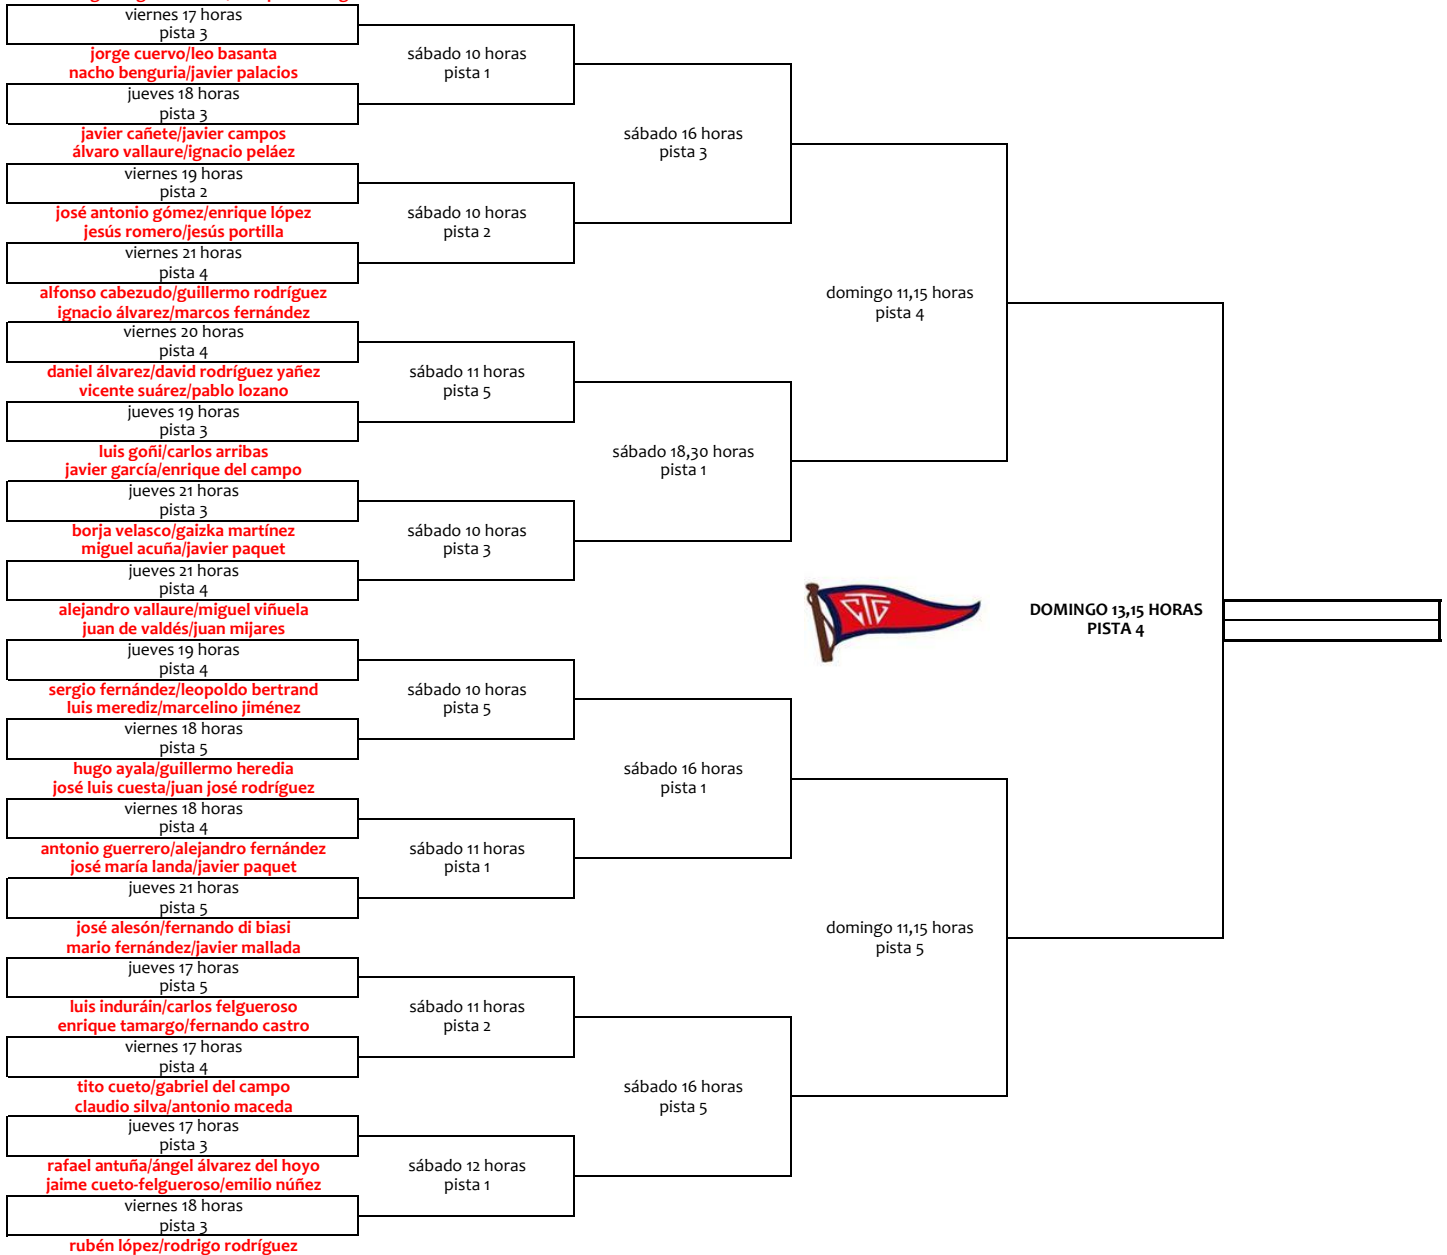 viernes 17 horas
pista 3
jorge cuervo/leo basanta
nacho benguria/javier palacios
jueves 18 horas
pista 3
javier cañete/javier campos
álvaro vallaure/ignacio peláez
viernes 19 horas
pista 2
josé antonio gómez/enrique lópez
jesús romero/jesús portilla
viernes 21 horas
pista 4
alfonso cabezudo/guillermo rodríguez
ignacio álvarez/marcos fernández
viernes 20 horas
pista 4
daniel álvarez/david rodríguez yañez
vicente suárez/pablo lozano
jueves 19 horas
pista 3
luis goñi/carlos arribas
javier garcía/enrique del campo
jueves 21 horas
pista 3
borja velasco/gaizka martínez
miguel acuña/javier paquet
jueves 21 horas
pista 4
alejandro vallaure/miguel viñuela
juan de valdés/juan mijares
jueves 19 horas
pista 4
sergio fernández/leopoldo bertrand
luis merediz/marcelino jiménez
viernes 18 horas
pista 5
hugo ayala/guillermo heredia
josé luis cuesta/juan josé rodríguez
viernes 18 horas
pista 4
antonio guerrero/alejandro fernández
josé maría landa/javier paquet
jueves 21 horas
pista 5
josé alesón/fernando di biasi
mario fernández/javier mallada
jueves 17 horas
pista 5
luis induráin/carlos felgueroso
enrique tamargo/fernando castro
viernes 17 horas
pista 4
tito cueto/gabriel del campo
claudio silva/antonio maceda
jueves 17 horas
pista 3
rafael antuña/ángel álvarez del hoyo
jaime cueto-felgueroso/emilio núñez
viernes 18 horas
pista 3
rubén lópez/rodrigo rodríguez
sábado 10 horas
pista 1
sábado 10 horas
pista 2
sábado 11 horas
pista 5
sábado 10 horas
pista 3
sábado 10 horas
pista 5
sábado 11 horas
pista 1
sábado 11 horas
pista 2
sábado 12 horas
pista 1
sábado 16 horas
pista 3
sábado 18,30 horas
pista 1
sábado 16 horas
pista 1
sábado 16 horas
pista 5
domingo 11,15 horas
pista 4
CTG
domingo 11,15 horas
pista 5
DOMINGO 13,15 HORAS
PISTA 4